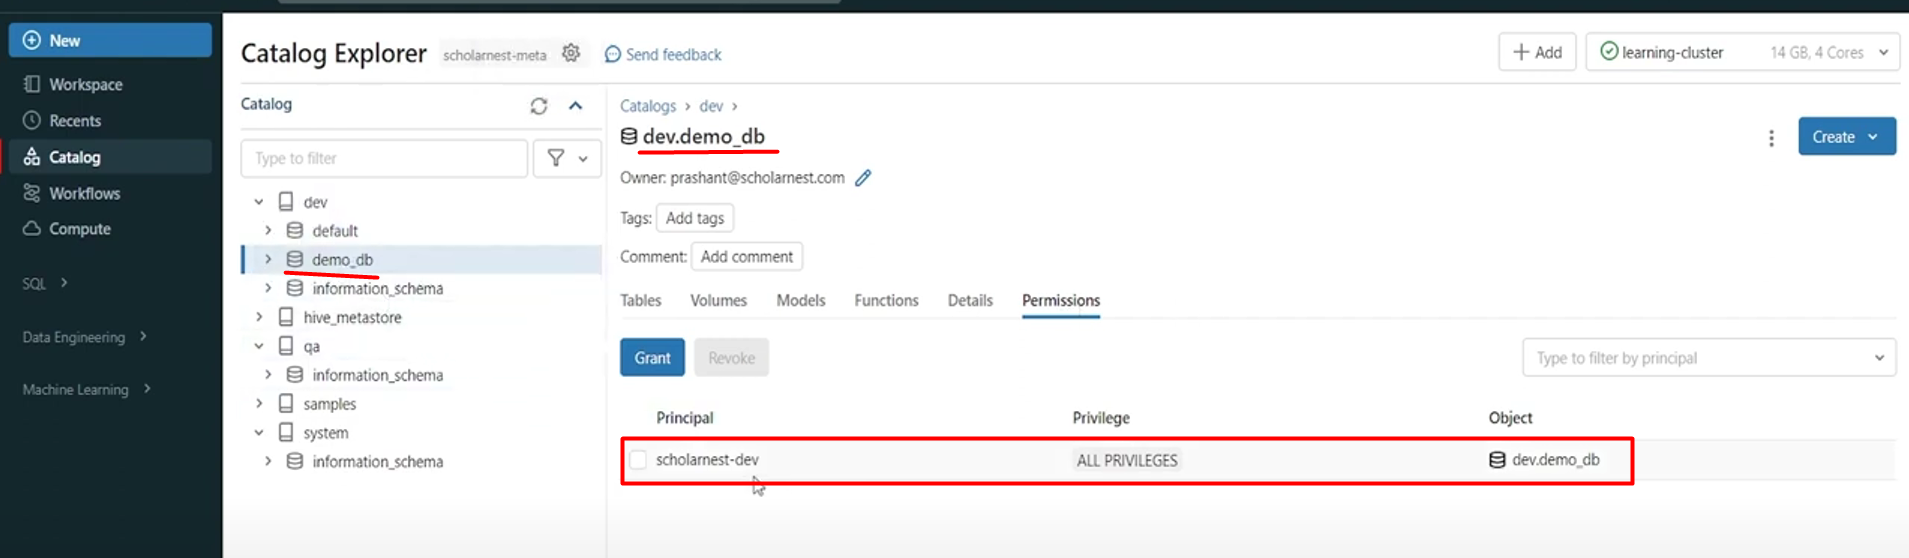 New
Workspace
Recents
Catalog
Workflows
Compute
SQL
Data Engineering
Machine Learning
Catalog Explorer scholarnest-meta Send feedback
Add
learning-cluster 14 GB, 4 Cores
Catalog
Type to filter
dev
default
demo_db
information_schema
hive_metastore
qa
information_schema
samples
system
information_schema
Catalogs > dev >
dev.demo_db
Create
Owner: prashant@scholarnest.com
Tags: Add tags
Comment: Add comment
Tables Volumes Models Functions Details Permissions
Grant Revoke Type to filter by principal
Principal Privilege Object
scholarnest-dev ALL PRIVILEGES dev.demo_db